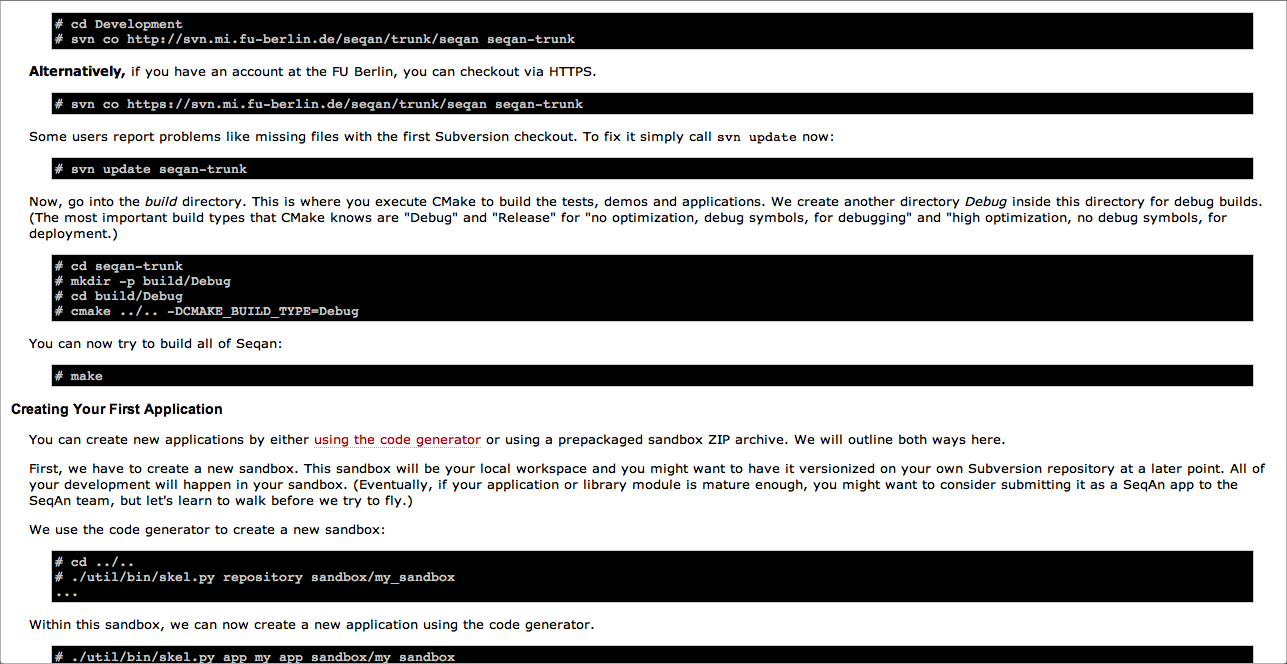 # cd Development
# svn co http://svn.mi.fu-berlin.de/seqan/trunk/seqan seqan-trunk
Alternatively, if you have an account at the FU Berlin, you can checkout via HTTPS.
# svn co https://svn.mi.fu-berlin.de/seqan/trunk/seqan seqan-trunk
Some users report problems like missing files with the first Subversion checkout. To fix it simply call svn update now:
# svn update seqan-trunk
Now, go into the build directory. This is where you execute CMake to build the tests, demos and applications. We create another directory Debug inside this directory for debug builds.
(The most important build types that CMake knows are "Debug" and "Release" for "no optimization, debug symbols, for debugging" and "high optimization, no debug symbols, for
deployment.)
# cd seqan-trunk
# mkdir -p build/Debug
# cd build/Debug
# cmake ../.. -DCMAKE_BUILD_TYPE=Debug
You can now try to build all of Seqan:
# make
Creating Your First Application
You can create new applications by either using the code generator or using a prepackaged sandbox ZIP archive. We will outline both ways here.
First, we have to create a new sandbox. This sandbox will be your local workspace and you might want to have it versionized on your own Subversion repository at a later point. All of
your development will happen in your sandbox. (Eventually, if your application or library module is mature enough, you might want to consider submitting it as a SeqAn app to the
SeqAn team, but let's learn to walk before we try to fly.)
We use the code generator to create a new sandbox:
# cd ../..
# ./util/bin/skel.py repository sandbox/my_sandbox
...
Within this sandbox, we can now create a new application using the code generator.
# ./util/bin/skel.py app my_app sandbox/my_sandbox